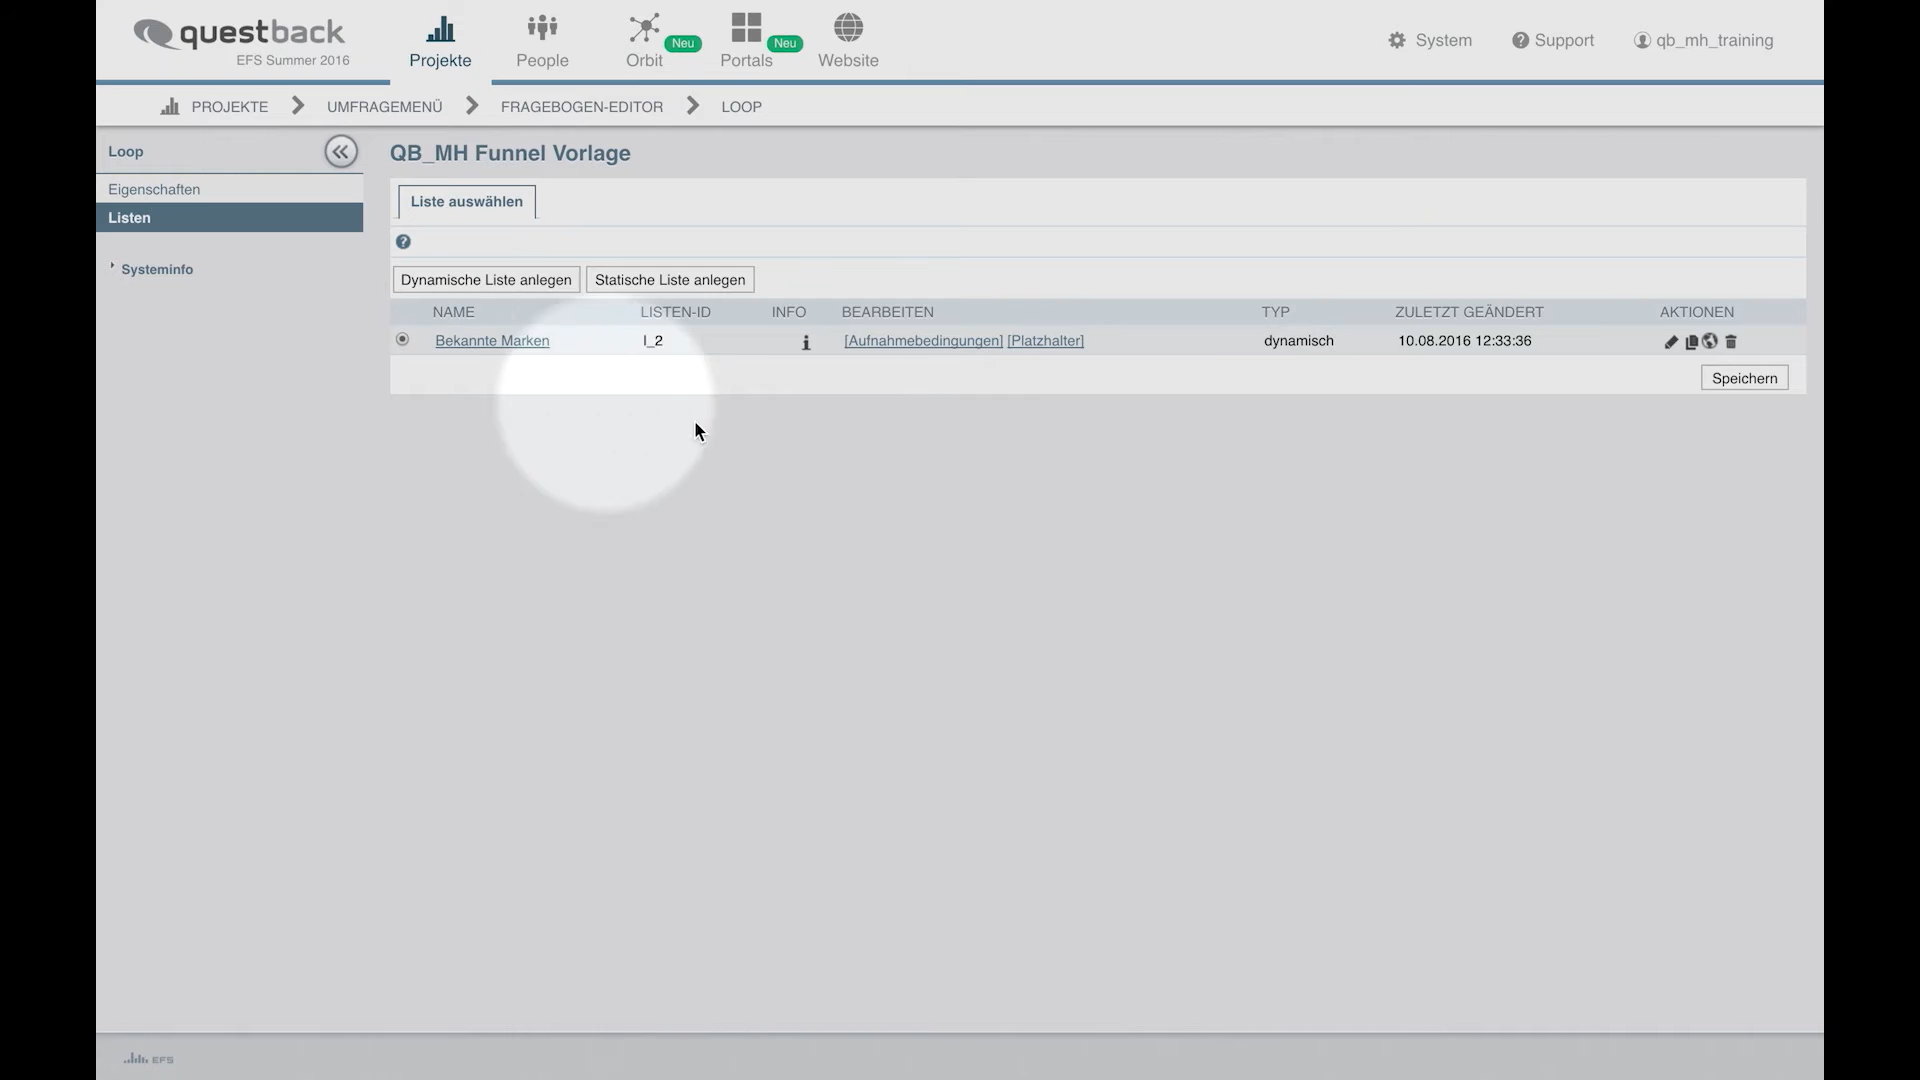 questback
EFS Summer 2016
Projekte
People
Orbit
Neu
Portals
Neu
Website
System
Support
qb_mh_training
PROJEKTE
UMFRAGEMENÜ
FRAGEBOGEN-EDITOR
LOOP
Loop
Eigenschaften
Listen
Systeminfo
QB_MH Funnel Vorlage
Liste auswählen
Dynamische Liste anlegen
Statische Liste anlegen
NAME LISTEN-ID INFO BEARBEITEN TYP ZULETZT GEÄNDERT AKTIONEN
Bekannte Marken l_2 [Aufnahmebedingungen] [Platzhalter] dynamisch 10.08.2016 12:33:36
Speichern
EFS